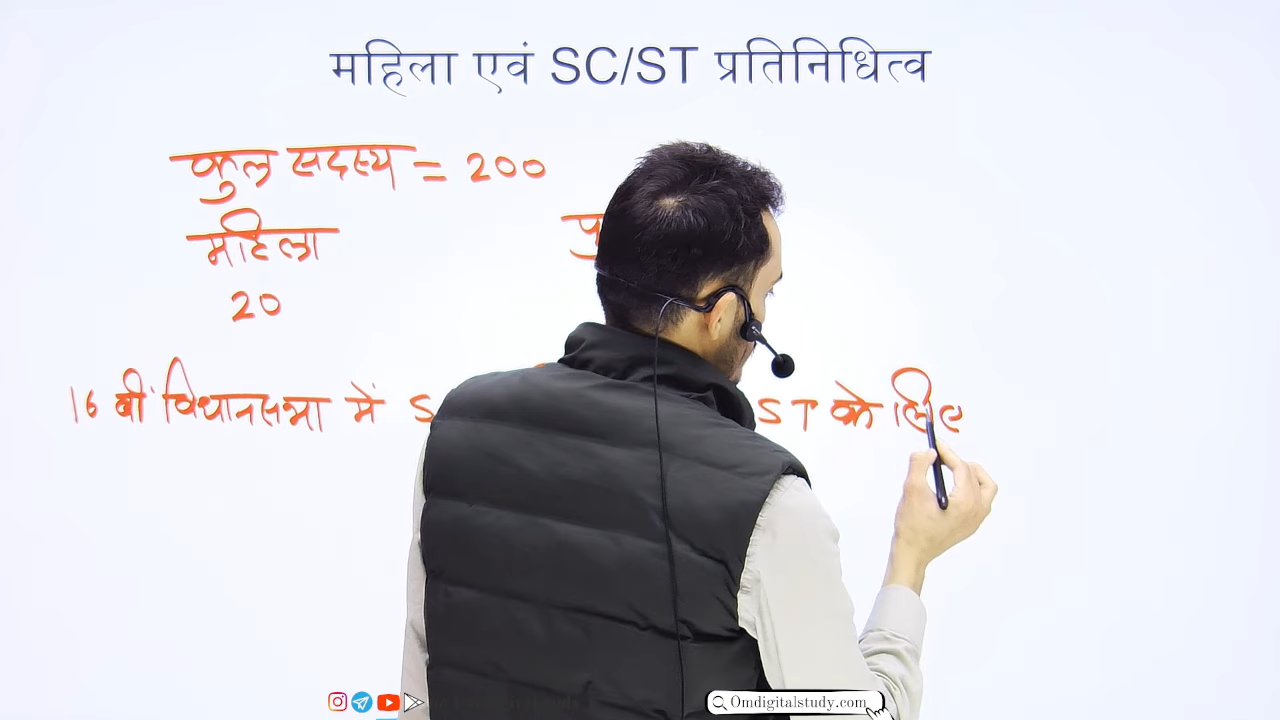 महिला एवं SC/ST प्रतिनिधित्व
कुल सदस्य = 200
महिला
20
16 वीं विधानसभा में
ST के लिए
Omdigitalstudy.com